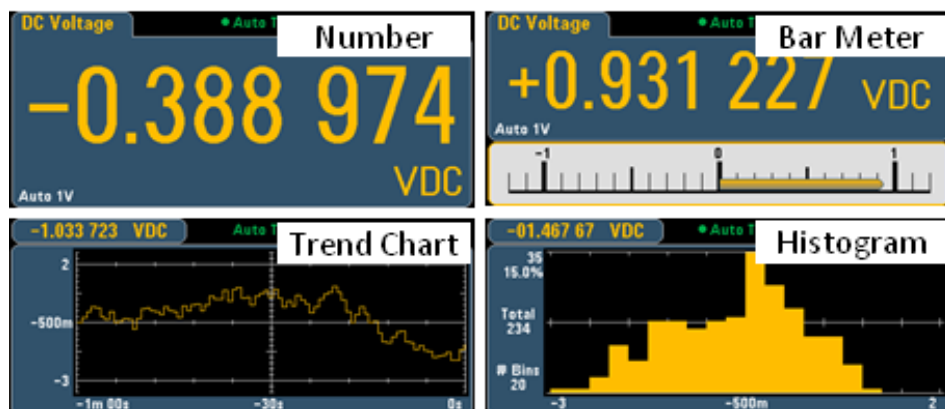 DC Voltage
Auto T
Number
-0.388 974
VDC
Auto 1V
DC Voltage
Auto T
Bar Meter
+0.931 227 VDC
Auto 1V
-1 0 1
-1.033 723 VDC
Auto T
Trend Chart
2
-500m
-3
-1m 00s -30s 0s
-01.467 67 VDC
Auto T
Histogram
35
15.0%
Total
234
# Bins
20
-3 -500m 2